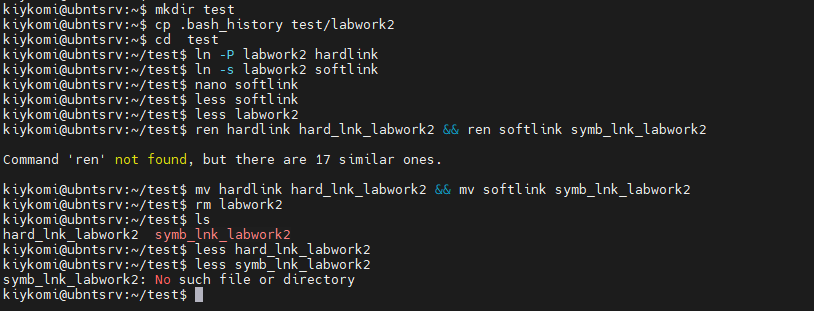 kiykomi@ubntsrv:~$ mkdir test
kiykomi@ubntsrv:~$ cp .bash_history test/labwork2
kiykomi@ubntsrv:~$ cd  test
kiykomi@ubntsrv:~/test$ ln -P labwork2 hardlink
kiykomi@ubntsrv:~/test$ ln -s labwork2 softlink
kiykomi@ubntsrv:~/test$ nano softlink
kiykomi@ubntsrv:~/test$ less softlink
kiykomi@ubntsrv:~/test$ less labwork2
kiykomi@ubntsrv:~/test$ ren hardlink hard_lnk_labwork2 && ren softlink symb_lnk_labwork2
Command 'ren' not found, but there are 17 similar ones.
kiykomi@ubntsrv:~/test$ mv hardlink hard_lnk_labwork2 && mv softlink symb_lnk_labwork2
kiykomi@ubntsrv:~/test$ rm labwork2
kiykomi@ubntsrv:~/test$ ls
hard_lnk_labwork2  symb_lnk_labwork2
kiykomi@ubntsrv:~/test$ less hard_lnk_labwork2
kiykomi@ubntsrv:~/test$ less symb_lnk_labwork2
symb_lnk_labwork2: No such file or directory
kiykomi@ubntsrv:~/test$